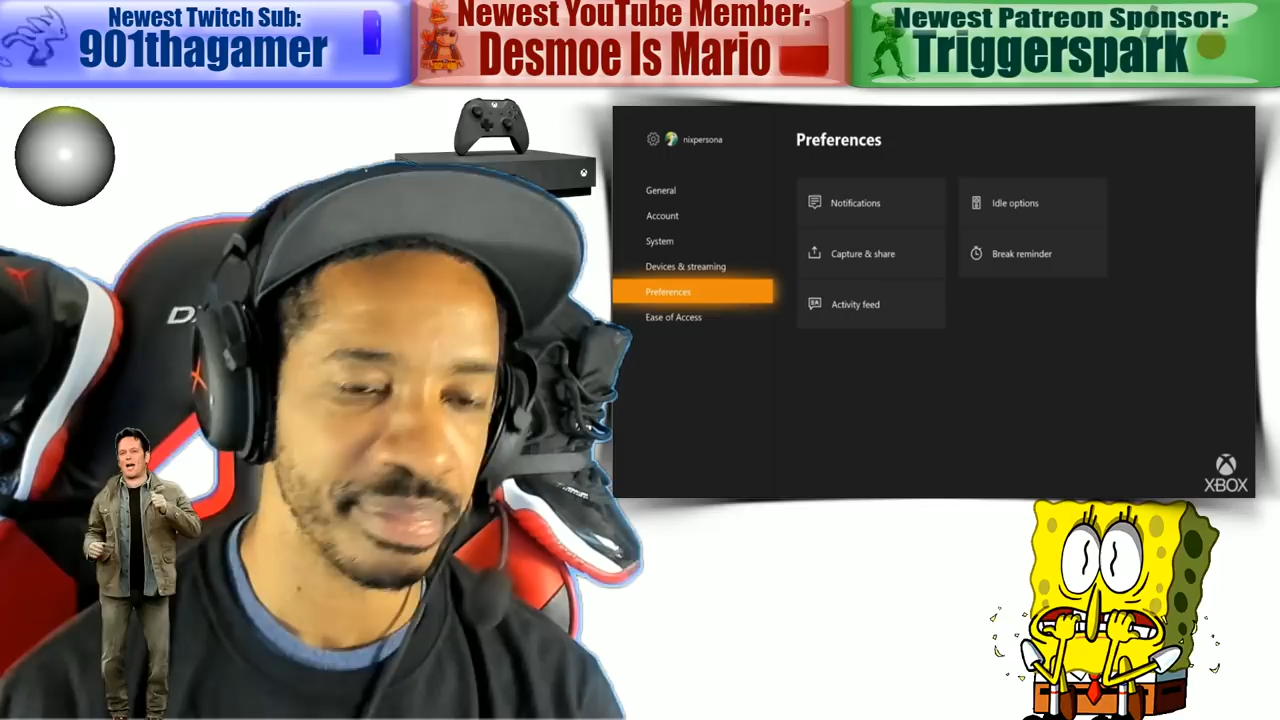 Newest Twitch Sub:
901thagamer
Newest YouTube Member:
Desmoe Is Mario
Newest Patreon Sponsor:
Triggerspark
nixpersona
General
Account
System
Devices & streaming
Preferences
Ease of Access
Preferences
Notifications
Capture & share
Activity feed
Idle options
Break reminder
XBOX